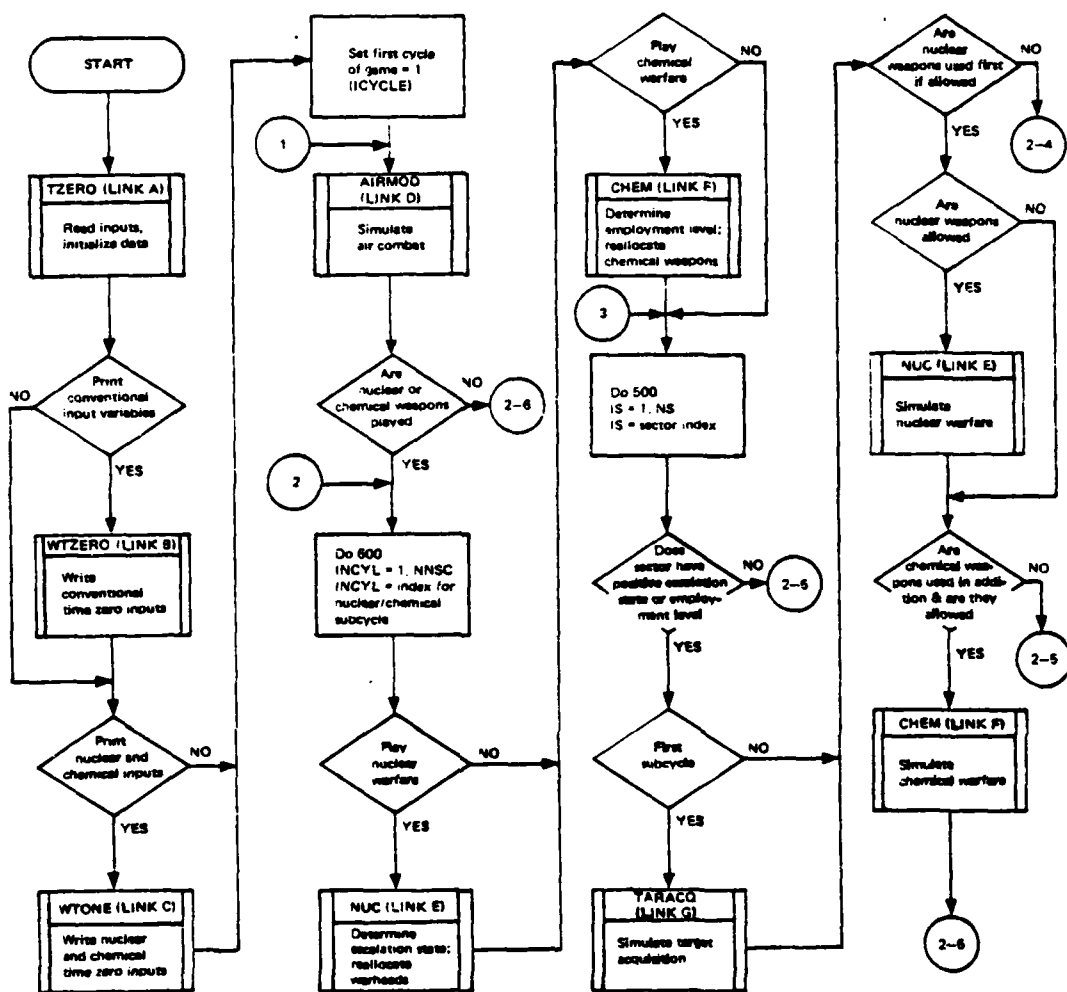 START
TZERO (LINK A)
Read inputs,
initialize data
NO
Print
conventional
input variables
YES
WTZERO (LINK B)
Write
conventional
time zero inputs
Print
nuclear and
chemical inputs
NO
YES
WTONE (LINK C)
Write nuclear
and chemical
time zero inputs
Set first cycle
of game = 1
(ICYCLE)
1
AIRMOD
(LINK D)
Simulate
air combat
Are
nuclear or
chemical weapons
played
NO
2-6
YES
2
Do 600
INCYL = 1, NNSC
INCYL = index for
nuclear/chemical
subcycle
Play
nuclear
warfare
NO
YES
NUC (LINK E)
Determine
escalation state;
reallocate
warheads
Play
chemical
warfare
NO
YES
CHEM (LINK F)
Determine
employment level;
reallocate
chemical weapons
3
Do 500
IS = 1, NS
IS = sector index
Does
sector have
positive escalation
state or employ-
ment level
NO
2-5
YES
First
subcycle
NO
YES
TARACQ
(LINK G)
Simulate target
acquisition
Are
nuclear
weapons used first
if allowed
NO
2-4
YES
Are
nuclear weapons
allowed
NO
YES
NUC (LINK E)
Simulate
nuclear warfare
Are
chemical wea-
pons used in addi-
tion & are they
allowed
NO
2-5
YES
CHEM (LINK F)
Simulate
chemical warfare
2-6